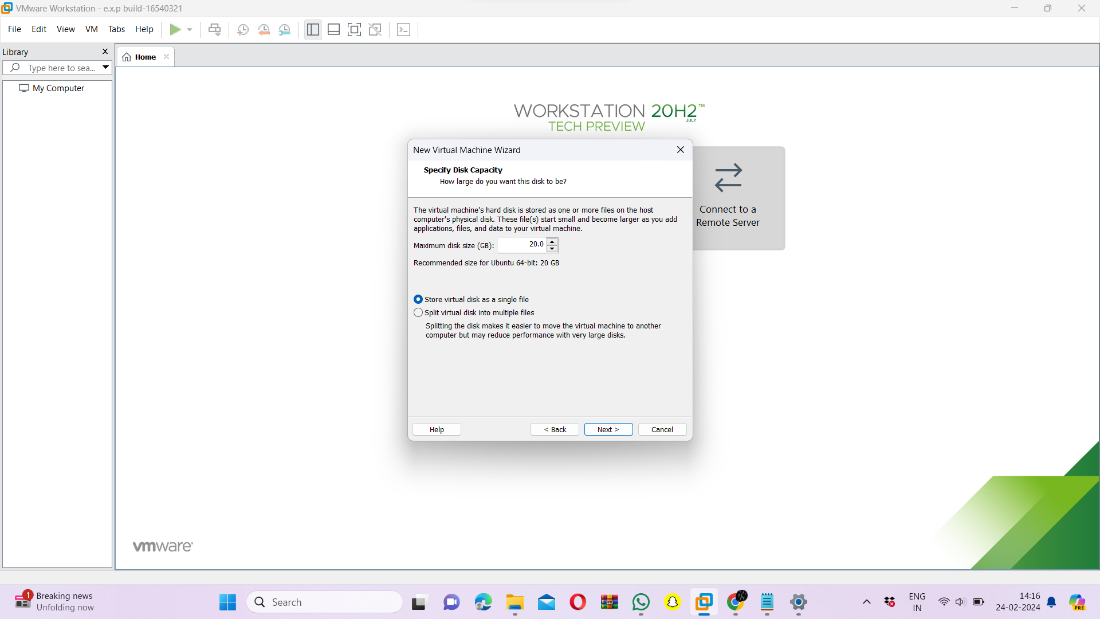 VMware Workstation - e.x.p build-16540321
File Edit View VM Tabs Help
Library
Type here to sea...
My Computer
Home
WORKSTATION 20H2™
TECH PREVIEW
Connect to a
Remote Server
New Virtual Machine Wizard
Specify Disk Capacity
How large do you want this disk to be?
The virtual machine's hard disk is stored as one or more files on the host
computer's physical disk. These file(s) start small and become larger as you add
applications, files, and data to your virtual machine.
Maximum disk size (GB): 20.0
Recommended size for Ubuntu 64-bit: 20 GB
Store virtual disk as a single file
Split virtual disk into multiple files
Splitting the disk makes it easier to move the virtual machine to another
computer but may reduce performance with very large disks.
Help < Back Next > Cancel
vmware
1
Breaking news
Unfolding now
Search
ENG
IN
14:16
24-02-2024
PRE